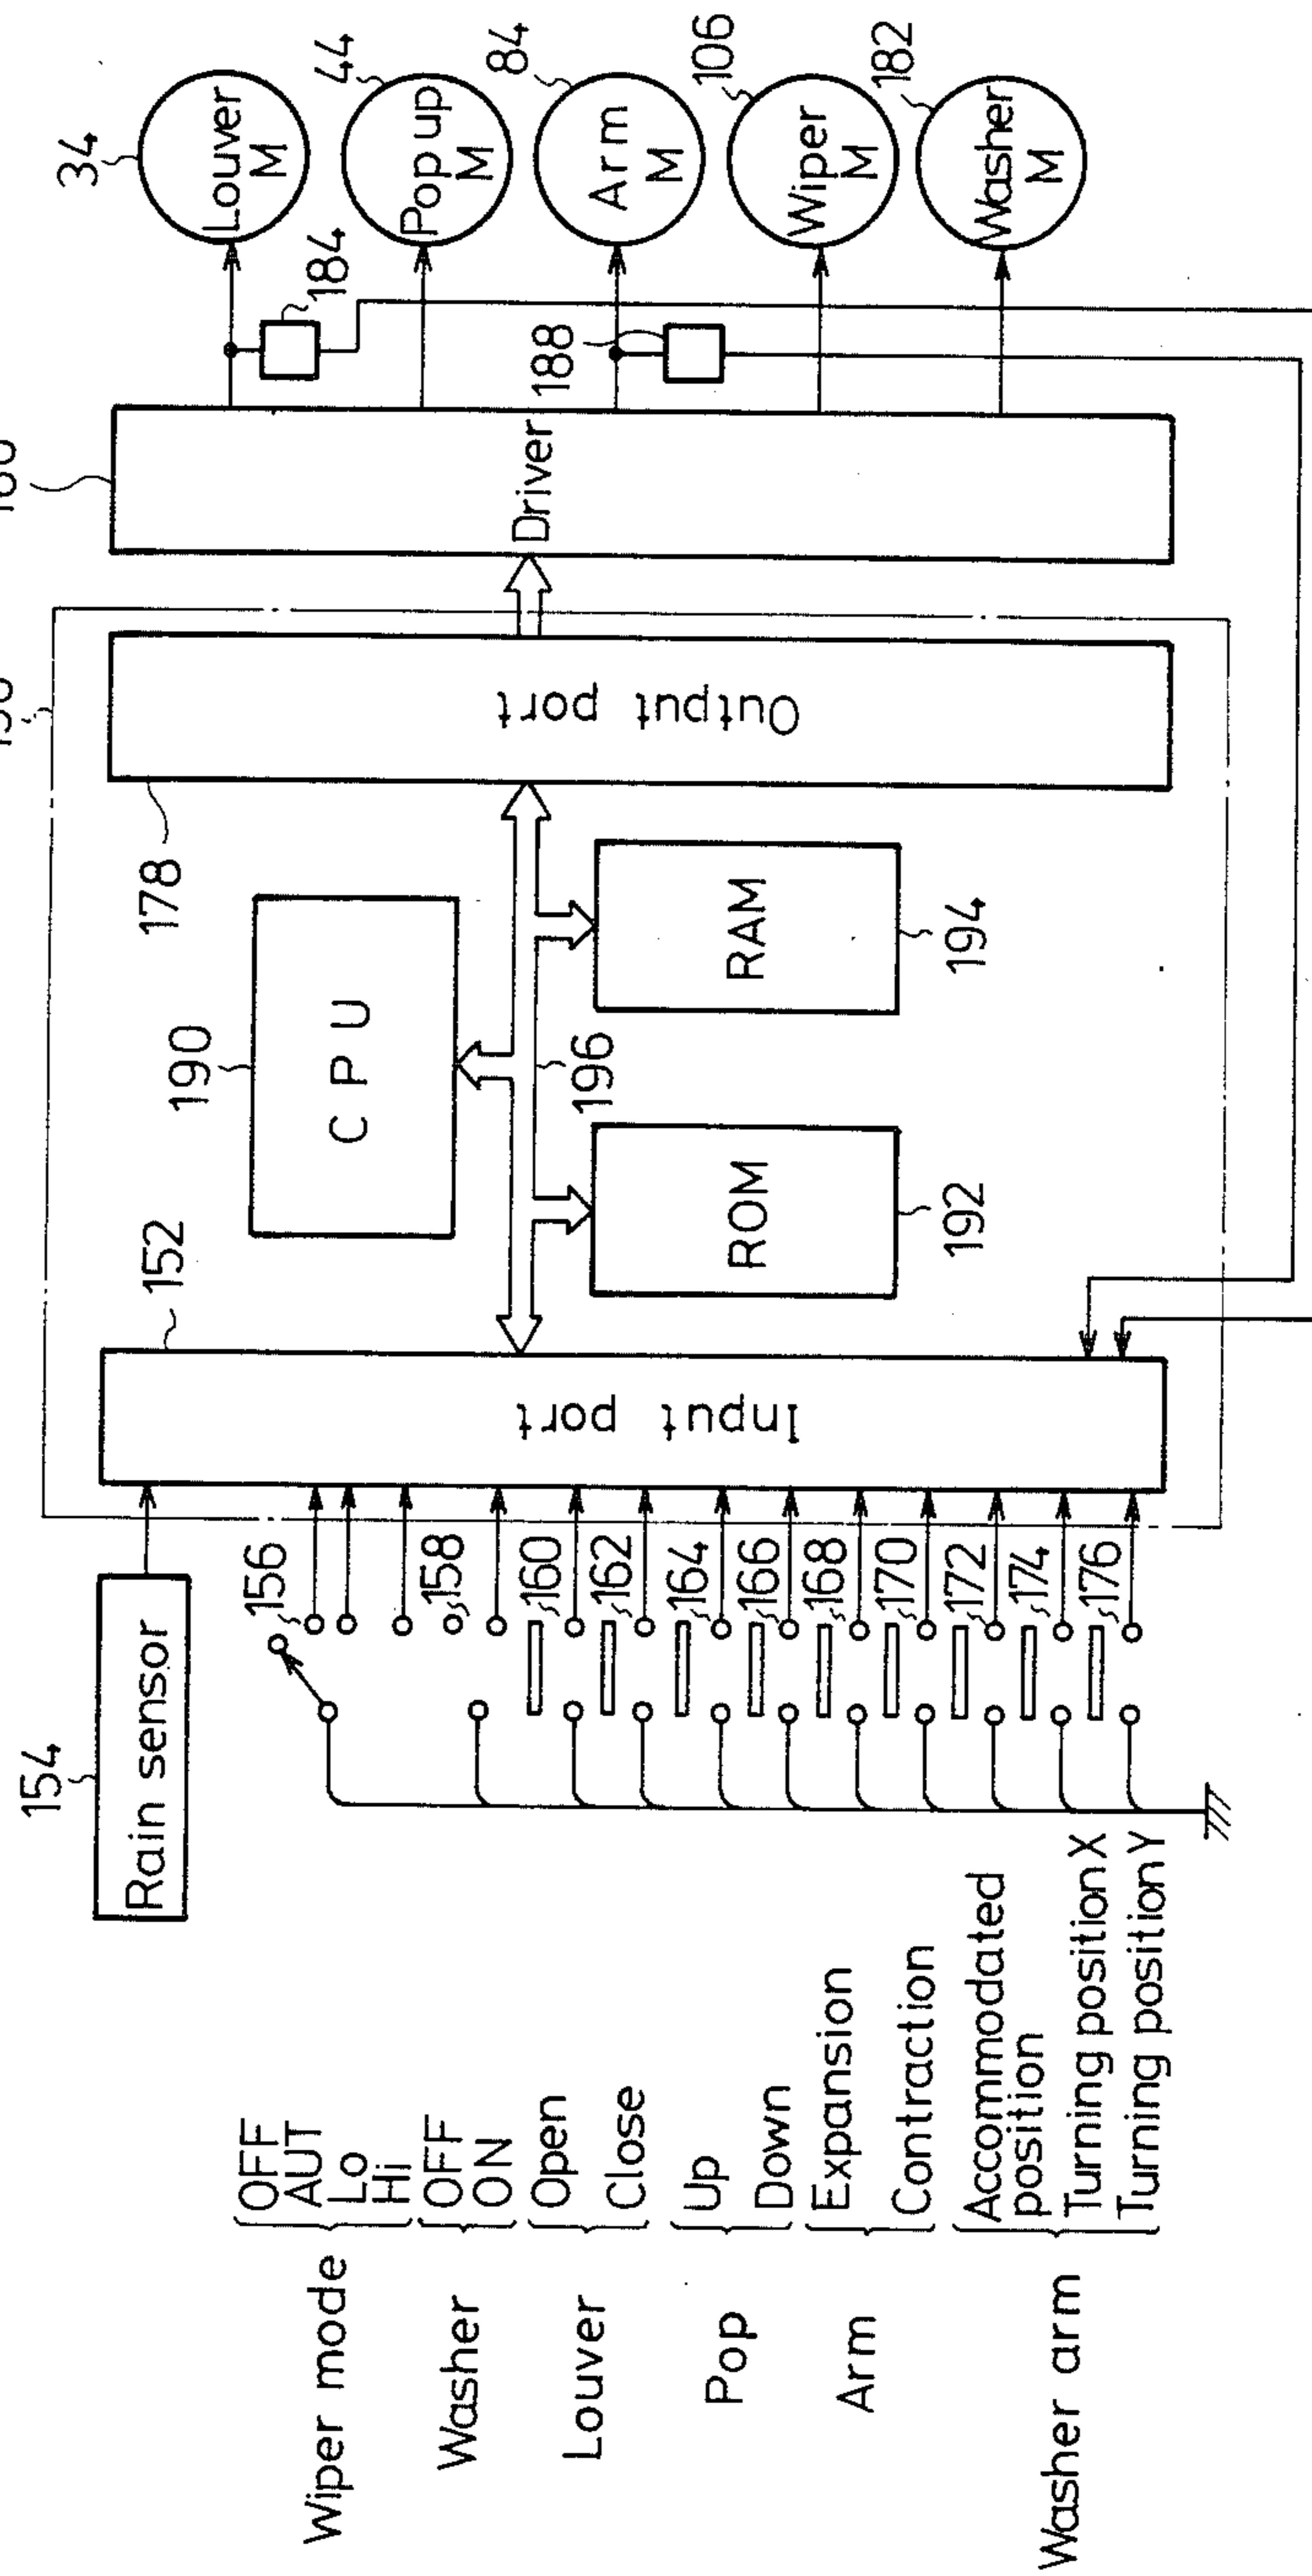 154
Rain sensor
Wiper mode
OFF
AUT
Lo
Hi
156
Washer
OFF
ON
158
Louver
Open
160
Close
162
Pop
Up
164
Down
166
Arm
Expansion
168
Contraction
170
Washer arm
Accommodated
position
172
Turning position X
174
Turning position Y
176
152
Input port
190
CPU
196
ROM
192
RAM
194
178
Output port
Driver
184
188
34
Louver
M
44
Pop up
M
84
Arm
M
106
Wiper
M
182
Washer
M